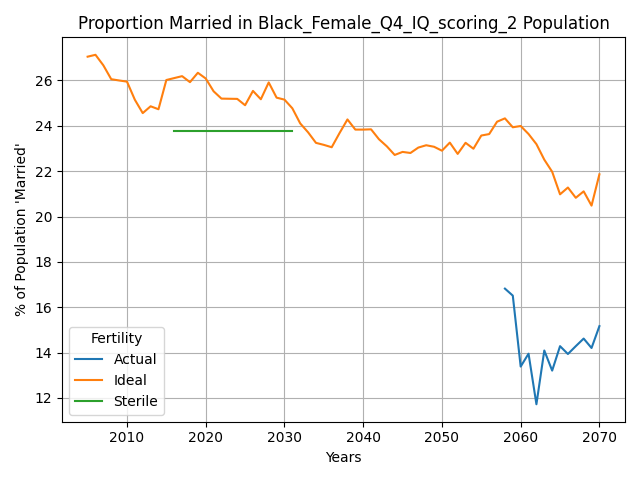 Proportion Married in Black_Female_Q4_IQ_scoring_2 Population
% of Population 'Married'
26
24
22
20
18
16
14
12
Fertility
Actual
Ideal
Sterile
2010 2020 2030 2040 2050 2060 2070
Years